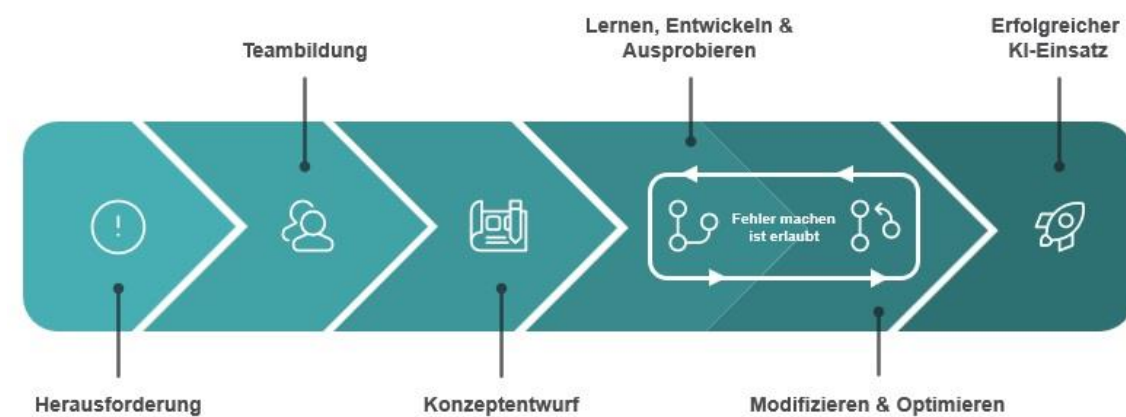 Teambildung
Lernen, Entwickeln &
Ausprobieren
Erfolgreicher
KI-Einsatz
!
Fehler machen
ist erlaubt
Herausforderung
Konzeptentwurf
Modifizieren & Optimieren